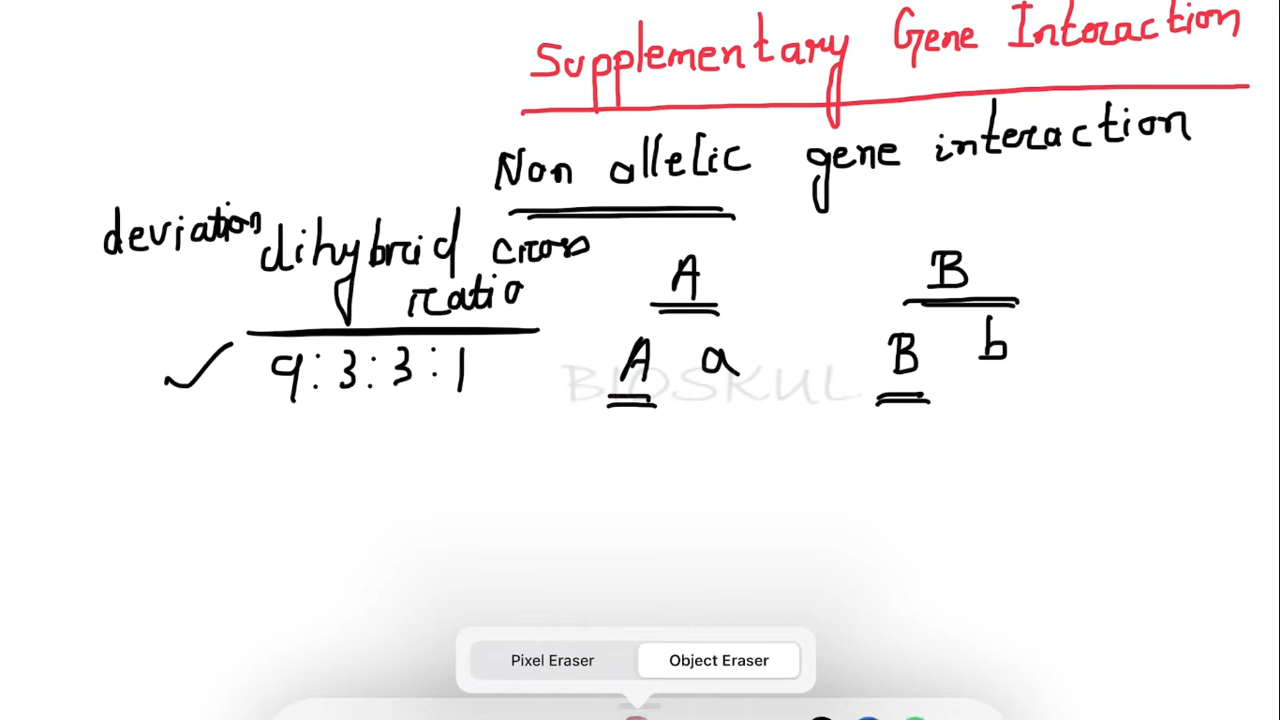 Supplementary Gene Interaction
Non allelic gene interaction
deviation dihybrid cross
ratio
A B
9:3:3:1 A a B b
BIOSKUL
Pixel Eraser Object Eraser